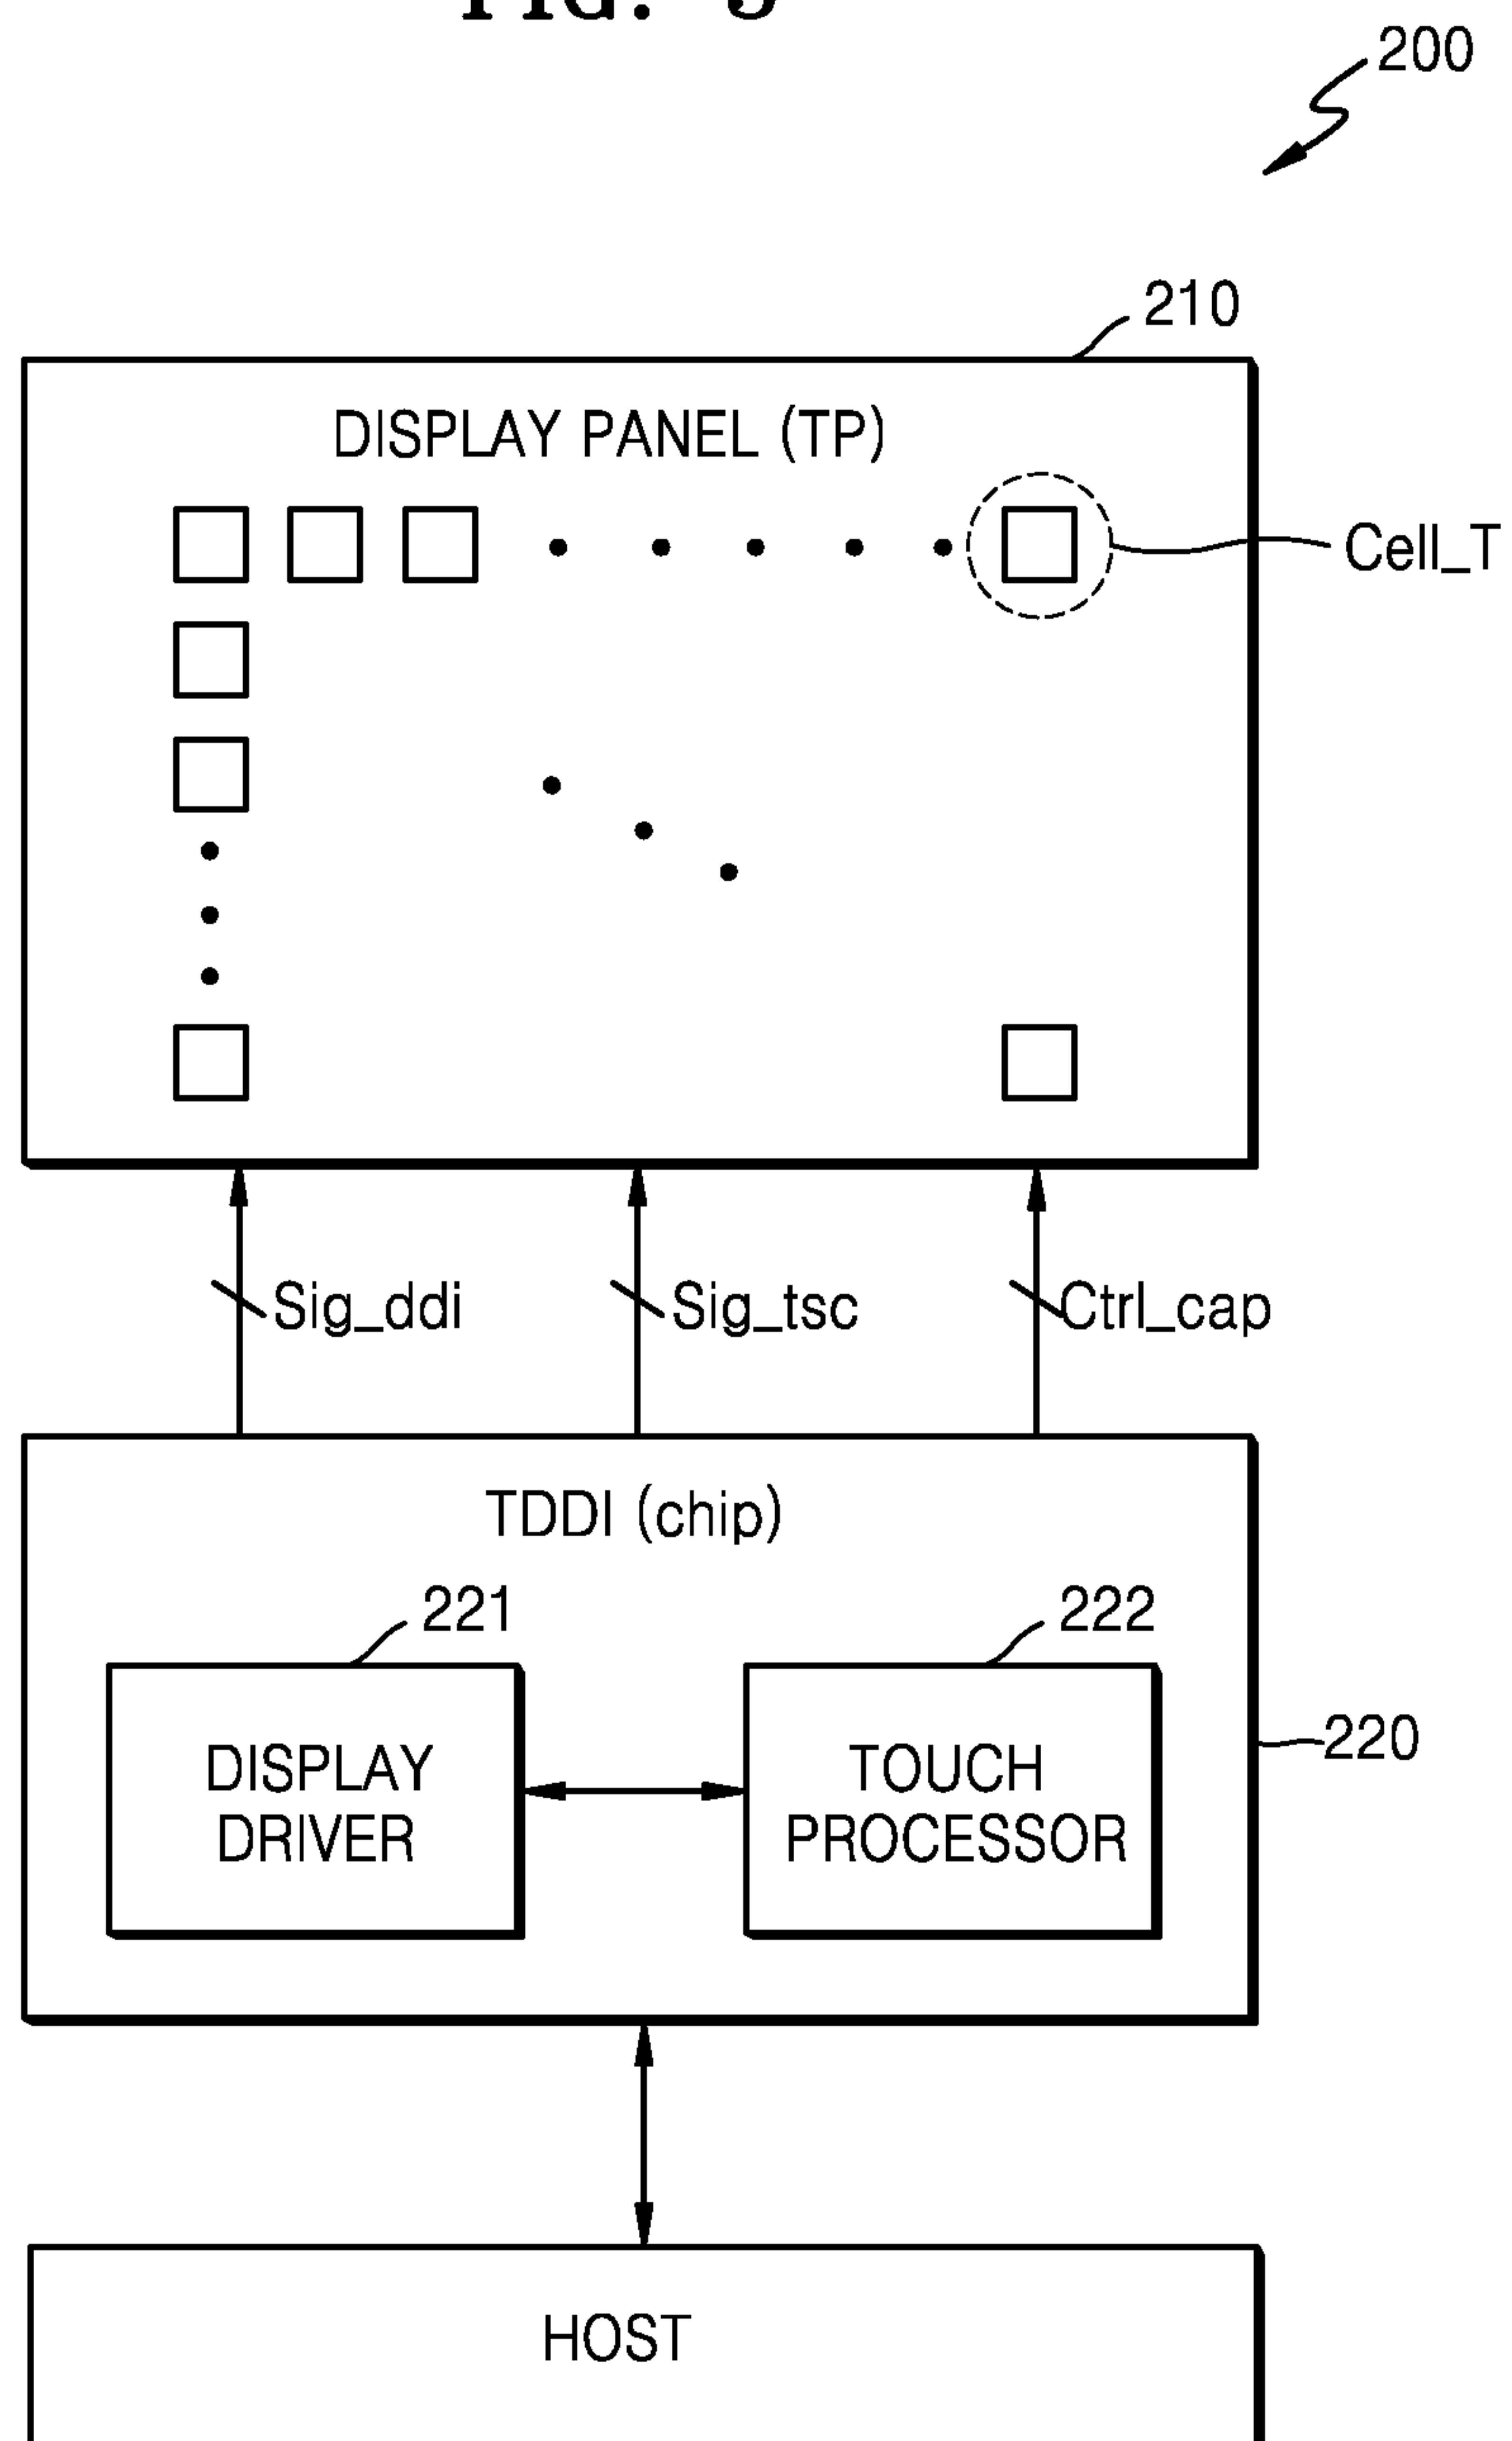 FIG.
200
210
DISPLAY PANEL (TP)
Cell_T
Sig_ddi
Sig_tsc
Ctrl_cap
TDDI (chip)
221
222
DISPLAY
DRIVER
TOUCH
PROCESSOR
220
HOST